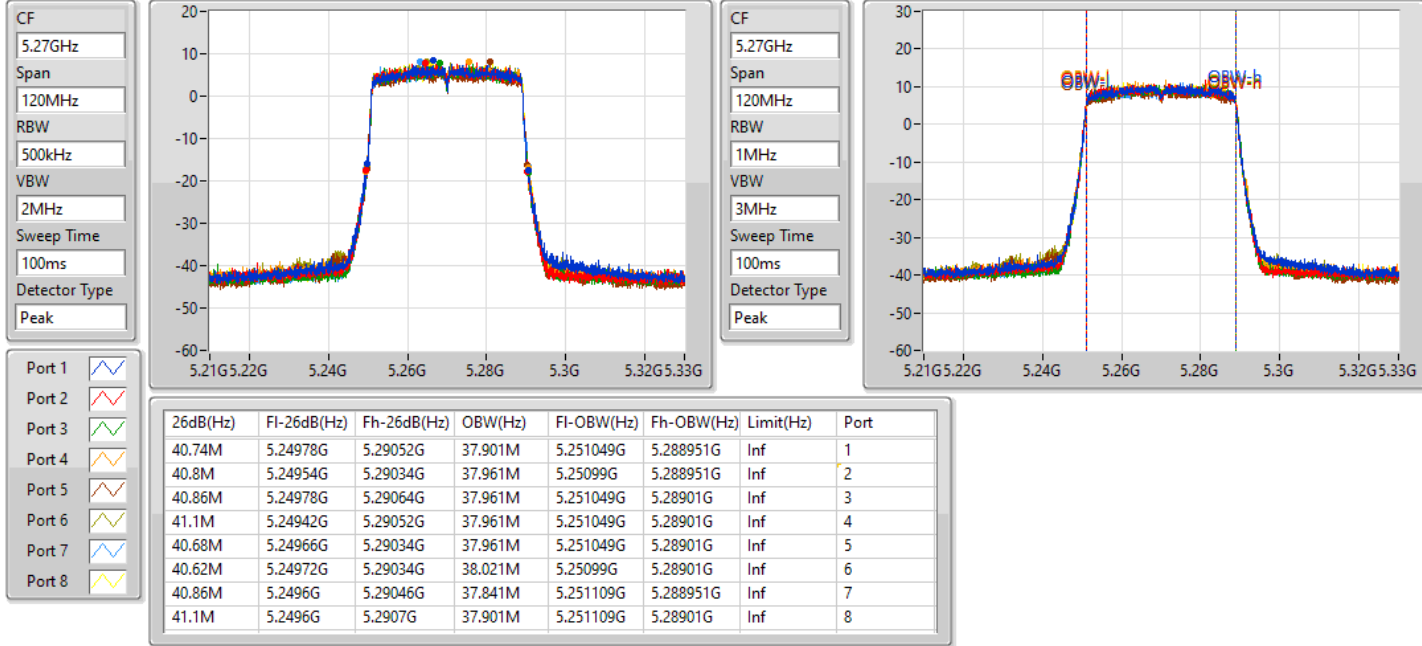 CF
5.27GHz
Span
120MHz
RBW
500kHz
VBW
2MHz
Sweep Time
100ms
Detector Type
Peak
20
10
0
-10
-20
-30
-40
-50
-60
5.21G 5.22G 5.24G 5.26G 5.28G 5.3G 5.32G 5.33G
CF
5.27GHz
Span
120MHz
RBW
1MHz
VBW
3MHz
Sweep Time
100ms
Detector Type
Peak
30
20
10
0
-10
-20
-30
-40
-50
-60
OBW-l OBW-h
5.21G 5.22G 5.24G 5.26G 5.28G 5.3G 5.32G 5.33G
Port 1
Port 2
Port 3
Port 4
Port 5
Port 6
Port 7
Port 8
26dB(Hz) Fl-26dB(Hz) Fh-26dB(Hz) OBW(Hz) Fl-OBW(Hz) Fh-OBW(Hz) Limit(Hz) Port
40.74M 5.24978G 5.29052G 37.901M 5.251049G 5.288951G Inf 1
40.8M 5.24954G 5.29034G 37.961M 5.25099G 5.288951G Inf 2
40.86M 5.24978G 5.29064G 37.961M 5.251049G 5.28901G Inf 3
41.1M 5.24942G 5.29052G 37.961M 5.251049G 5.28901G Inf 4
40.68M 5.24966G 5.29034G 37.961M 5.251049G 5.28901G Inf 5
40.62M 5.24972G 5.29034G 38.021M 5.25099G 5.28901G Inf 6
40.86M 5.2496G 5.29046G 37.841M 5.251109G 5.288951G Inf 7
41.1M 5.2496G 5.2907G 37.901M 5.251109G 5.28901G Inf 8